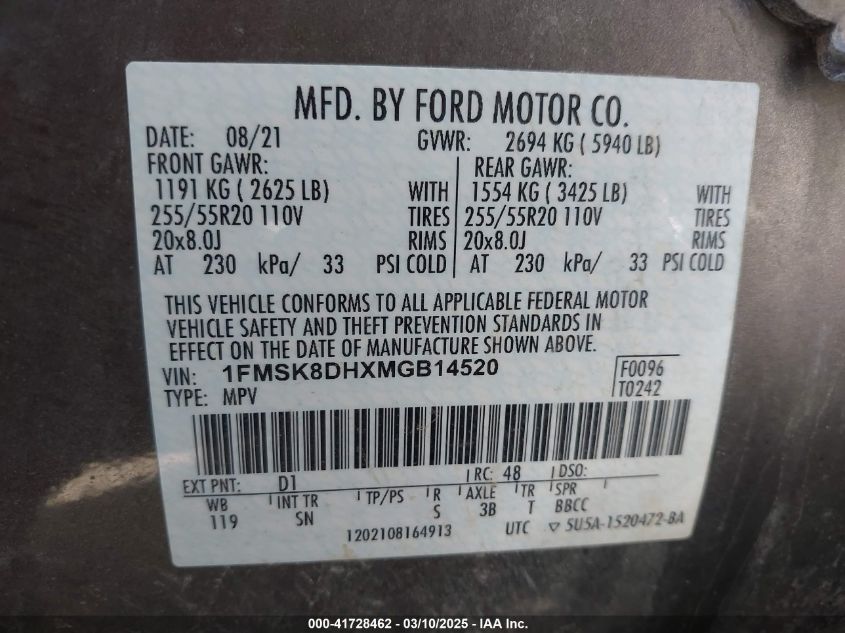 MFD. BY FORD MOTOR CO.
DATE: 08/21 GVWR: 2694 KG ( 5940 LB)
FRONT GAWR: REAR GAWR:
1191 KG ( 2625 LB) WITH 1554 KG ( 3425 LB) WITH
255/55R20 110V TIRES 255/55R20 110V TIRES
20x8.0J RIMS 20x8.0J RIMS
AT 230 kPa/ 33 PSI COLD AT 230 kPa/ 33 PSI COLD
THIS VEHICLE CONFORMS TO ALL APPLICABLE FEDERAL MOTOR
VEHICLE SAFETY AND THEFT PREVENTION STANDARDS IN
EFFECT ON THE DATE OF MANUFACTURE SHOWN ABOVE.
VIN: 1FMSK8DHXMGB14520 F0096
TYPE: MPV T0242
EXT PNT: D1 RC: 48 DSO:
WB INT TR TP/PS R AXLE TR SPR
119 SN S 3B T BBCC
1202108164913 UTC ▽ 5U5A-1520472-BA
000-41728462 - 03/10/2025 - IAA Inc.